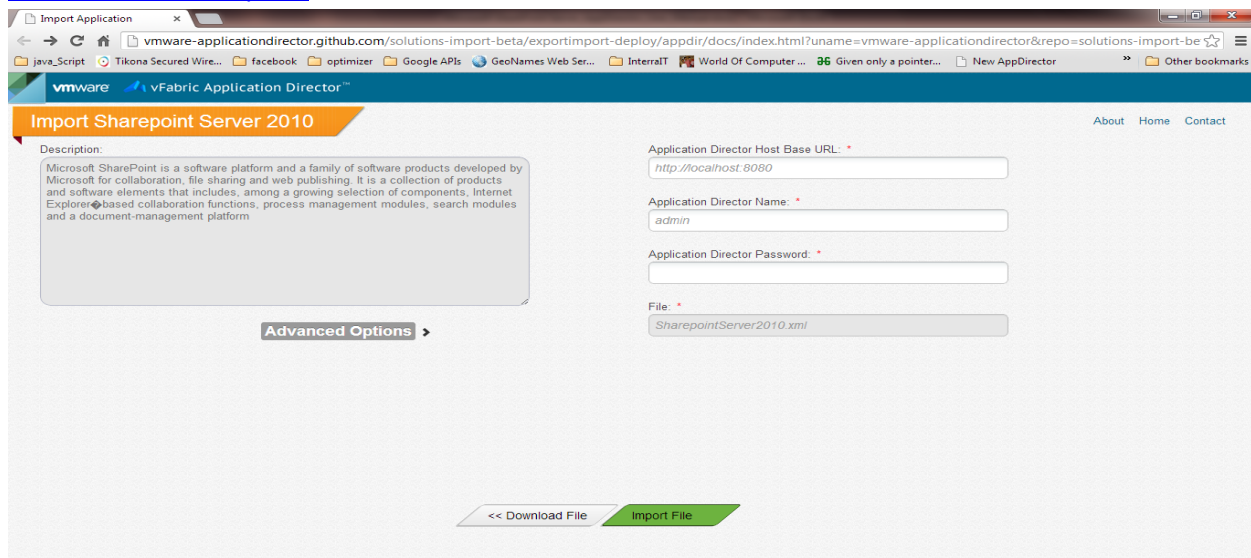 Import Application
vmware-applicationdirector.github.com/solutions-import-beta/exportimport-deploy/appdir/docs/index.html?uname=vmware-applicationdirector&repo=solutions-import-be
java_Script Tikona Secured Wire... facebook optimizer Google APIs GeoNames Web Ser... InterraIT World Of Computer ... Given only a pointer... New AppDirector » Other bookmarks
vmware vFabric Application Director™
Import Sharepoint Server 2010
About Home Contact
Description:
Microsoft SharePoint is a software platform and a family of software products developed by
Microsoft for collaboration, file sharing and web publishing. It is a collection of products
and software elements that includes, among a growing selection of components, Internet
Explorer�based collaboration functions, process management modules, search modules
and a document-management platform
Advanced Options >
Application Director Host Base URL: *
http://localhost:8080
Application Director Name: *
admin
Application Director Password: *
File: *
SharepointServer2010.xml
<< Download File
Import File